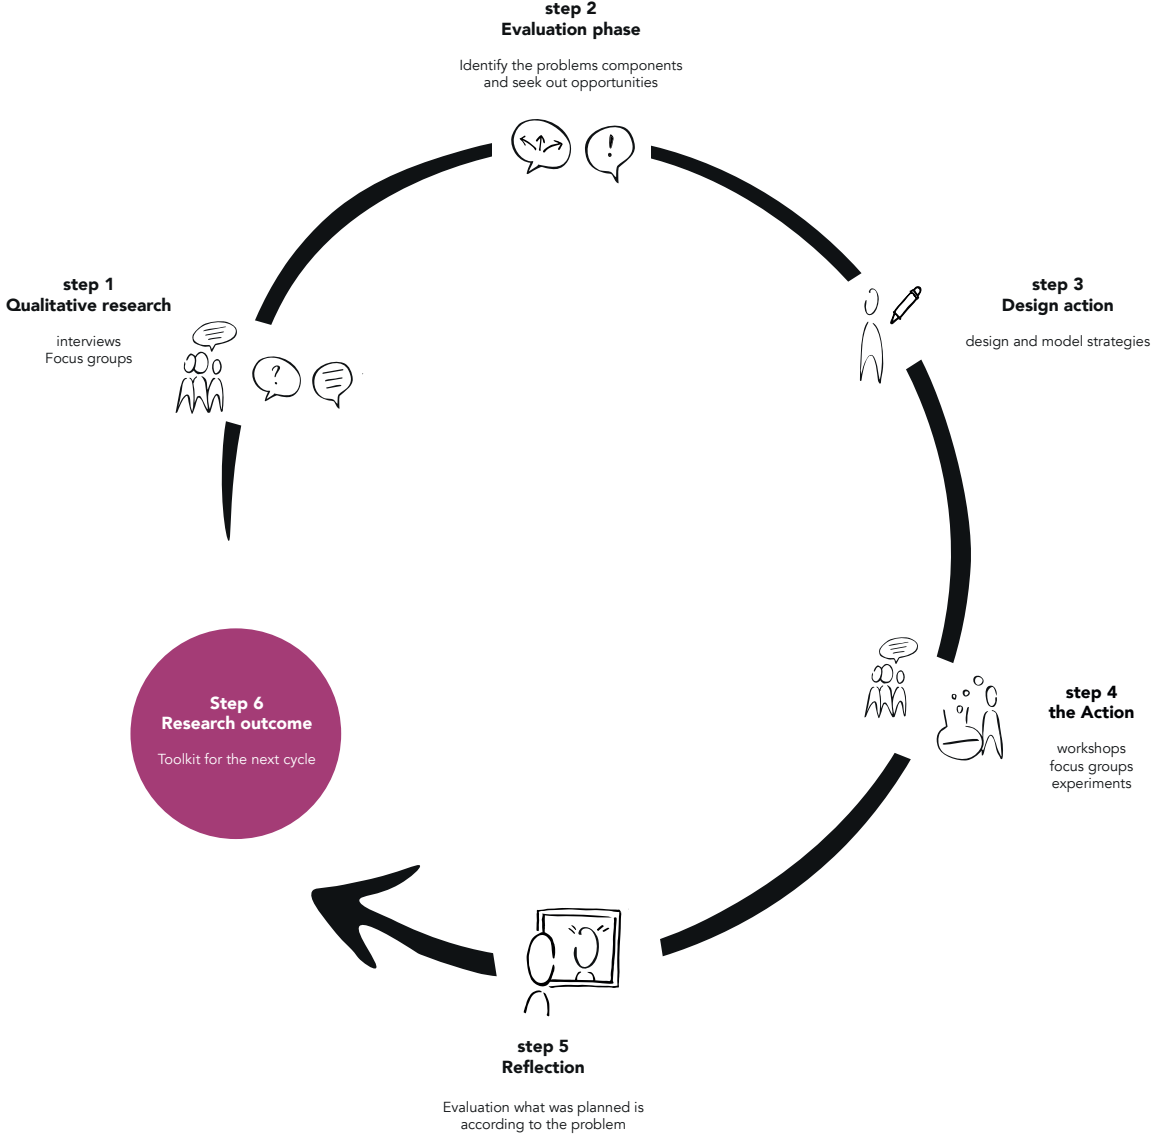 step 2
Evaluation phase
Identify the problems components
and seek out opportunities
step 1
Qualitative research
interviews
Focus groups
step 3
Design action
design and model strategies
step 4
the Action
workshops
focus groups
experiments
step 5
Reflection
Evaluation what was planned is
according to the problem
Step 6
Research outcome
Toolkit for the next cycle